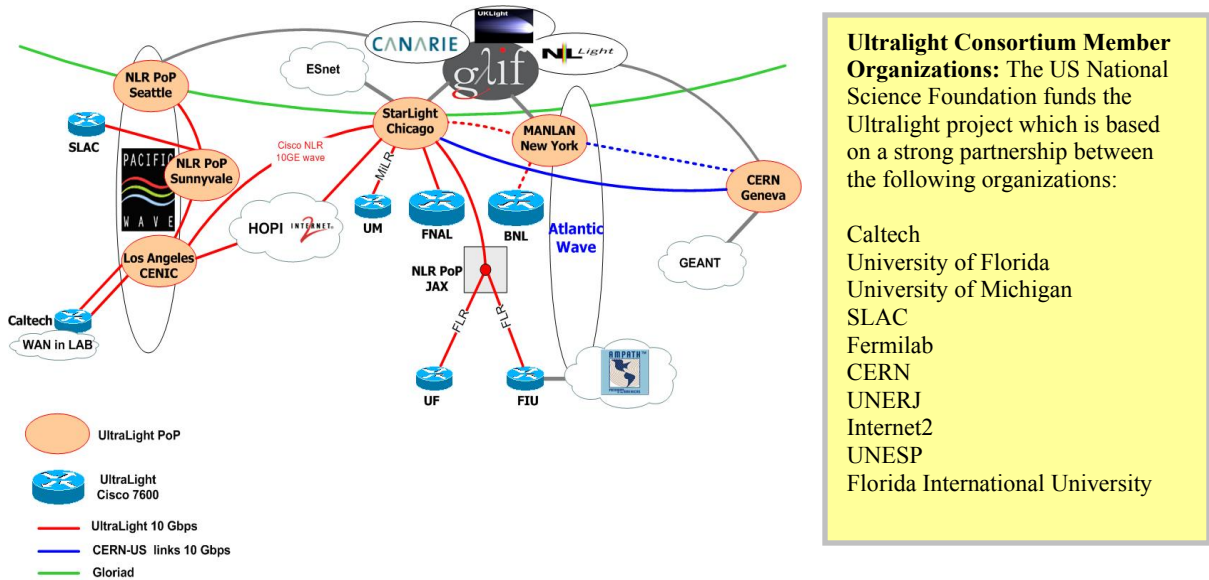 UKLight
CANARIE
glif
NLLight
ESnet
NLR PoP
Seattle
StarLight
Chicago
MANLAN
New York
SLAC
Cisco NLR
10GE wave
NLR PoP
Sunnyvale
PACIFIC
WAVE
MiLR
CERN
Geneva
HOPI INTERNET 2
UM
FNAL
BNL
Atlantic
Wave
Los Angeles
CENIC
NLR PoP
JAX
GEANT
Caltech
WAN in LAB
FLR
FLR
AMPATH
UF
FIU
UltraLight PoP
UltraLight
Cisco 7600
UltraLight 10 Gbps
CERN-US links 10 Gbps
Gloriad
Ultralight Consortium Member
Organizations: The US National
Science Foundation funds the
Ultralight project which is based
on a strong partnership between
the following organizations:
Caltech
University of Florida
University of Michigan
SLAC
Fermilab
CERN
UNERJ
Internet2
UNESP
Florida International University